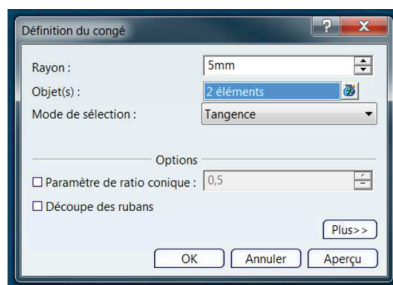 Définition du congé
Rayon : 5mm
Objet(s) : 2 éléments
Mode de sélection : Tangence
Options
Paramètre de ratio conique : 0,5
Découpe des rubans
Plus>>
OK Annuler Aperçu